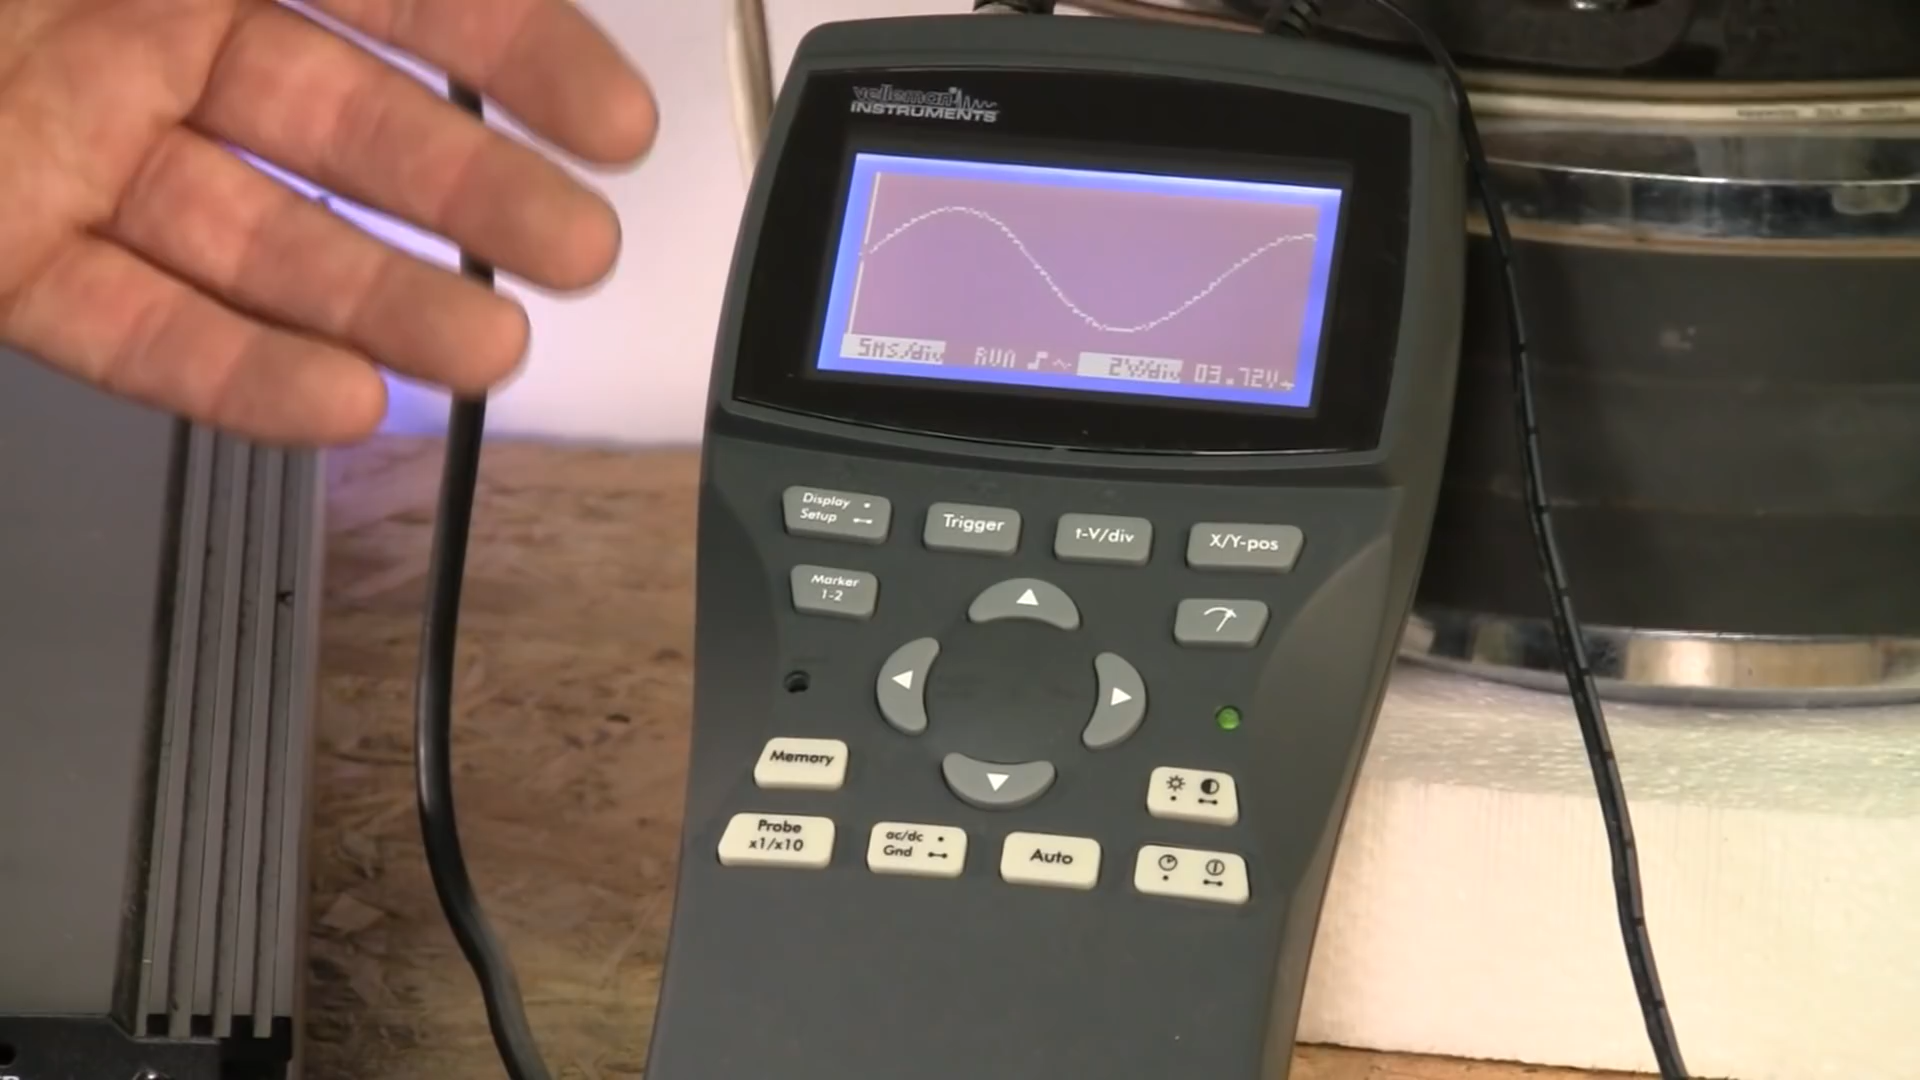 velleman
INSTRUMENTS
5ms/div RUN 2V/div 03.72V
Display
Setup
Trigger
t-V/div
X/Y-pos
Marker
1-2
Memory
Probe
x1/x10
ac/dc
Gnd
Auto